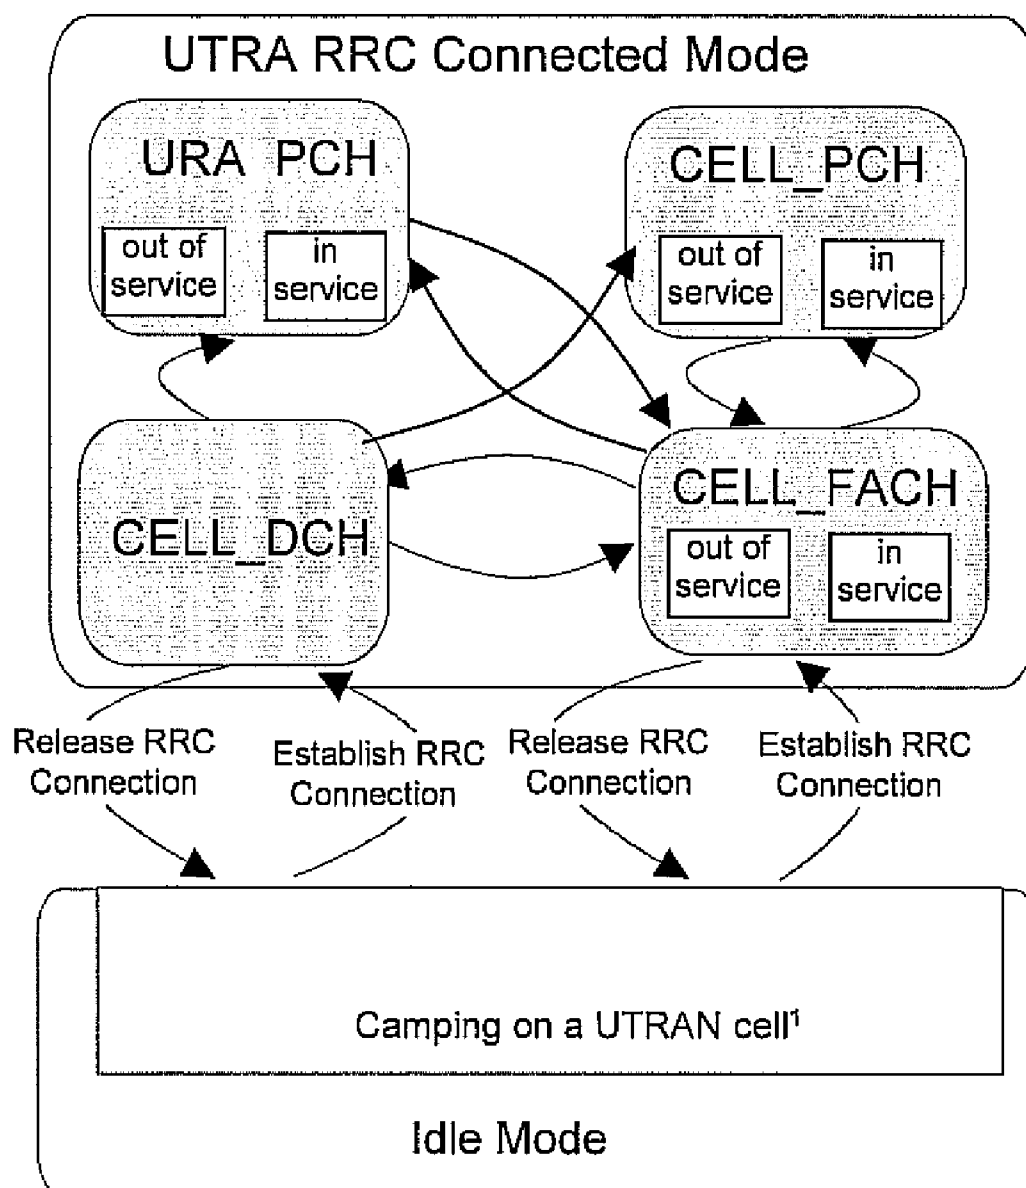 UTRA RRC Connected Mode
URA PCH
out of
service
in
service
CELL_PCH
out of
service
in
service
CELL_DCH
CELL_FACH
out of
service
in
service
Release RRC
Connection
Establish RRC
Connection
Release RRC
Connection
Establish RRC
Connection
Camping on a UTRAN cell¹
Idle Mode